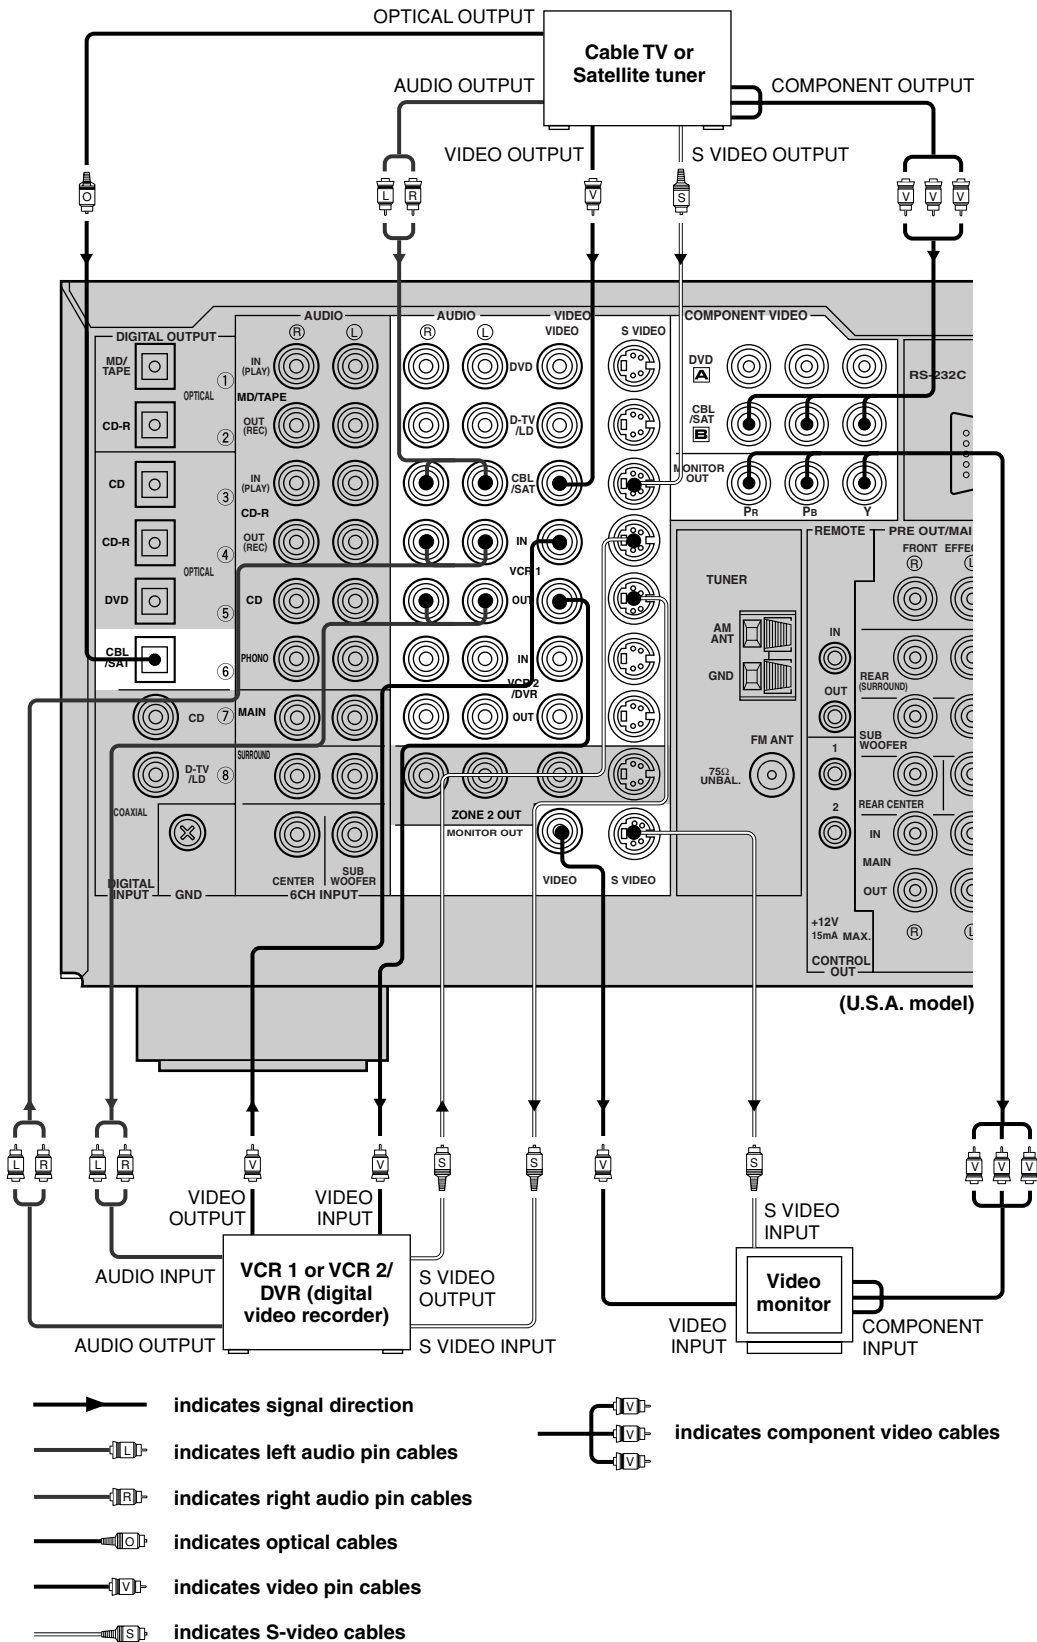 OPTICAL OUTPUT
Cable TV or
Satellite tuner
AUDIO OUTPUT
COMPONENT OUTPUT
VIDEO OUTPUT
S VIDEO OUTPUT
O
L
R
V
S
V
V
V
DIGITAL OUTPUT
MD/
TAPE
OPTICAL
CD-R
CD
CD-R
OPTICAL
DVD
CBL
/SAT
CD
D-TV
/LD
COAXIAL
DIGITAL
INPUT
GND
①
②
③
④
⑤
⑥
⑦
⑧
AUDIO
Ⓡ
Ⓛ
IN
(PLAY)
MD/TAPE
OUT
(REC)
IN
(PLAY)
CD-R
OUT
(REC)
CD
PHONO
MAIN
SURROUND
CENTER
SUB
WOOFER
6CH INPUT
AUDIO
Ⓡ
Ⓛ
VIDEO
VIDEO
S VIDEO
DVD
D-TV
/LD
CBL
/SAT
IN
VCR 1
OUT
IN
VCR 2
/DVR
OUT
ZONE 2 OUT
MONITOR OUT
VIDEO
S VIDEO
COMPONENT VIDEO
DVD
A
CBL
/SAT
B
MONITOR
OUT
PR
PB
Y
RS-232C
TUNER
AM
ANT
GND
FM ANT
75Ω
UNBAL.
REMOTE
IN
OUT
1
2
+12V
15mA MAX.
CONTROL
OUT
PRE OUT/MAI
FRONT
EFFEC
Ⓡ
REAR
(SURROUND)
SUB
WOOFER
REAR CENTER
IN
MAIN
OUT
Ⓡ
(U.S.A. model)
L
R
L
R
V
V
S
S
V
S
V
V
V
VIDEO
OUTPUT
VIDEO
INPUT
AUDIO INPUT
AUDIO OUTPUT
VCR 1 or VCR 2/
DVR (digital
video recorder)
S VIDEO
OUTPUT
S VIDEO INPUT
S VIDEO
INPUT
Video
monitor
VIDEO
INPUT
COMPONENT
INPUT
indicates signal direction
L
indicates left audio pin cables
R
indicates right audio pin cables
O
indicates optical cables
V
indicates video pin cables
S
indicates S-video cables
V
V
V
indicates component video cables